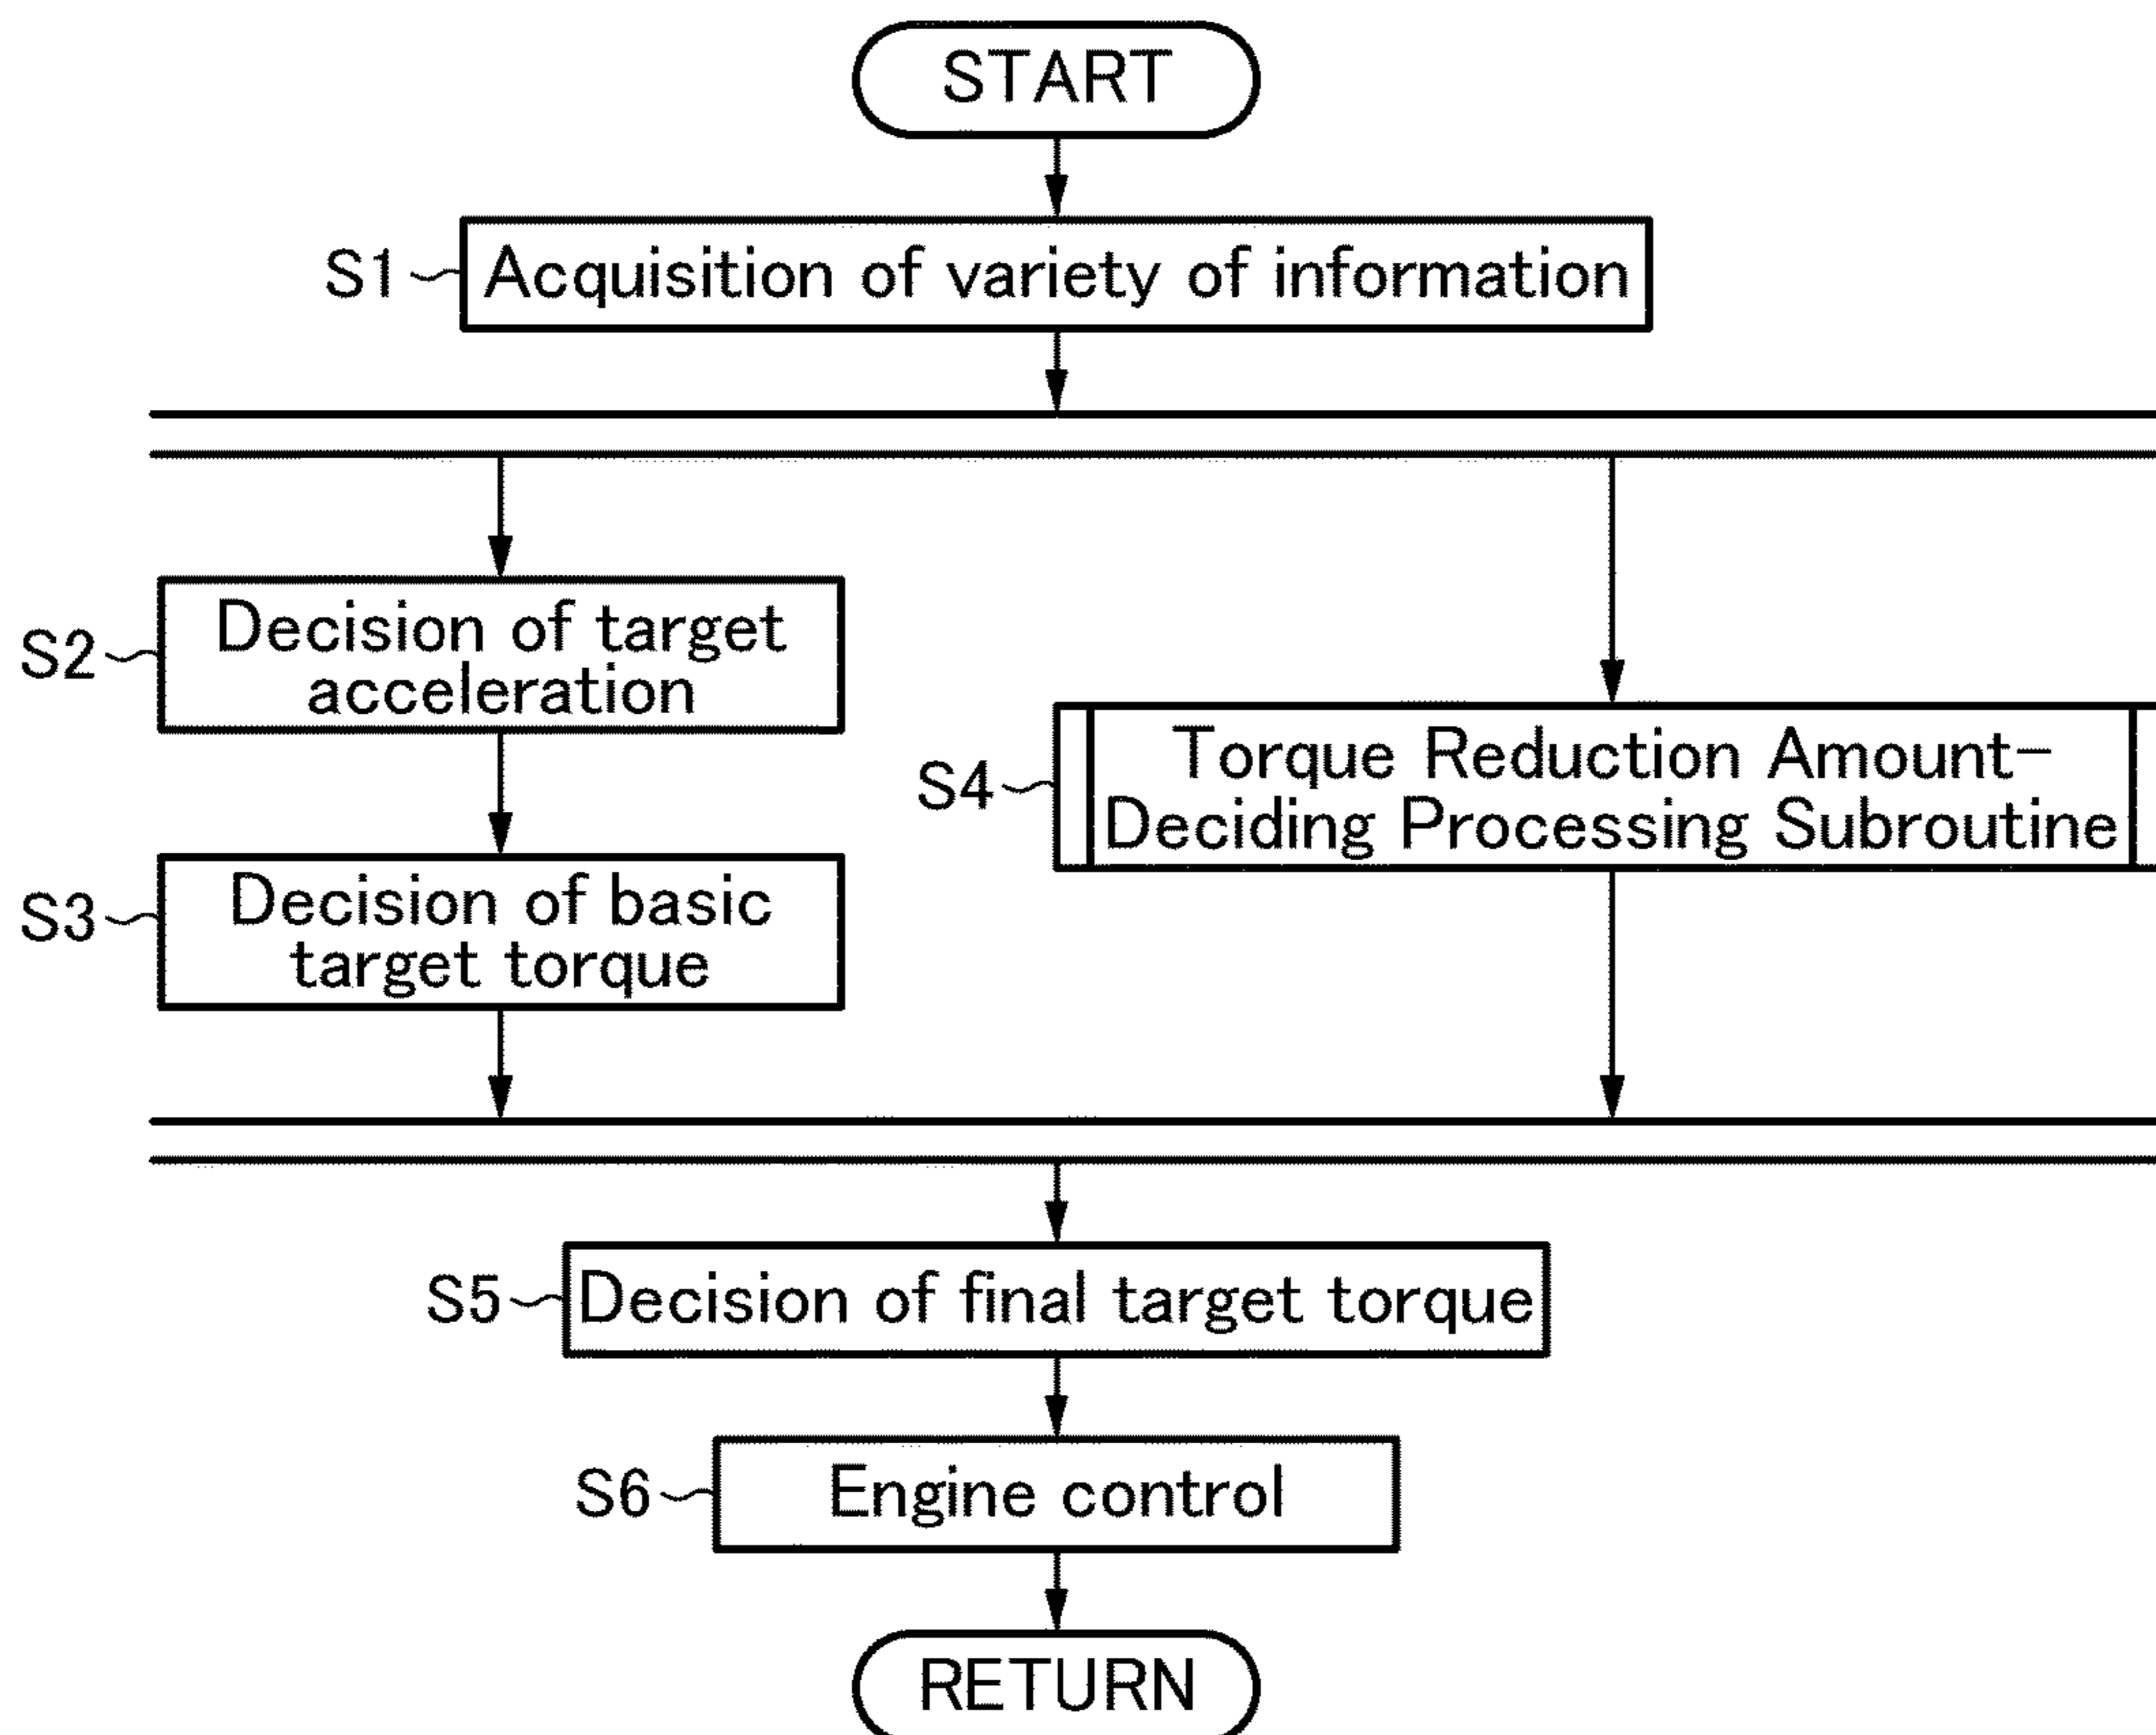 START
S1
Acquisition of variety of information
S2
Decision of target
acceleration
S4
Torque Reduction Amount-
Deciding Processing Subroutine
S3
Decision of basic
target torque
S5
Decision of final target torque
S6
Engine control
RETURN